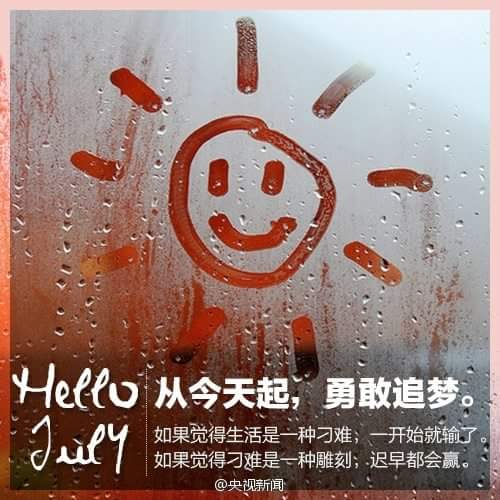 Hello
July
从今天起，勇敢追梦。
如果觉得生活是一种刁难，一开始就输了。
如果觉得刁难是一种雕刻，迟早都会赢。
@央视新闻